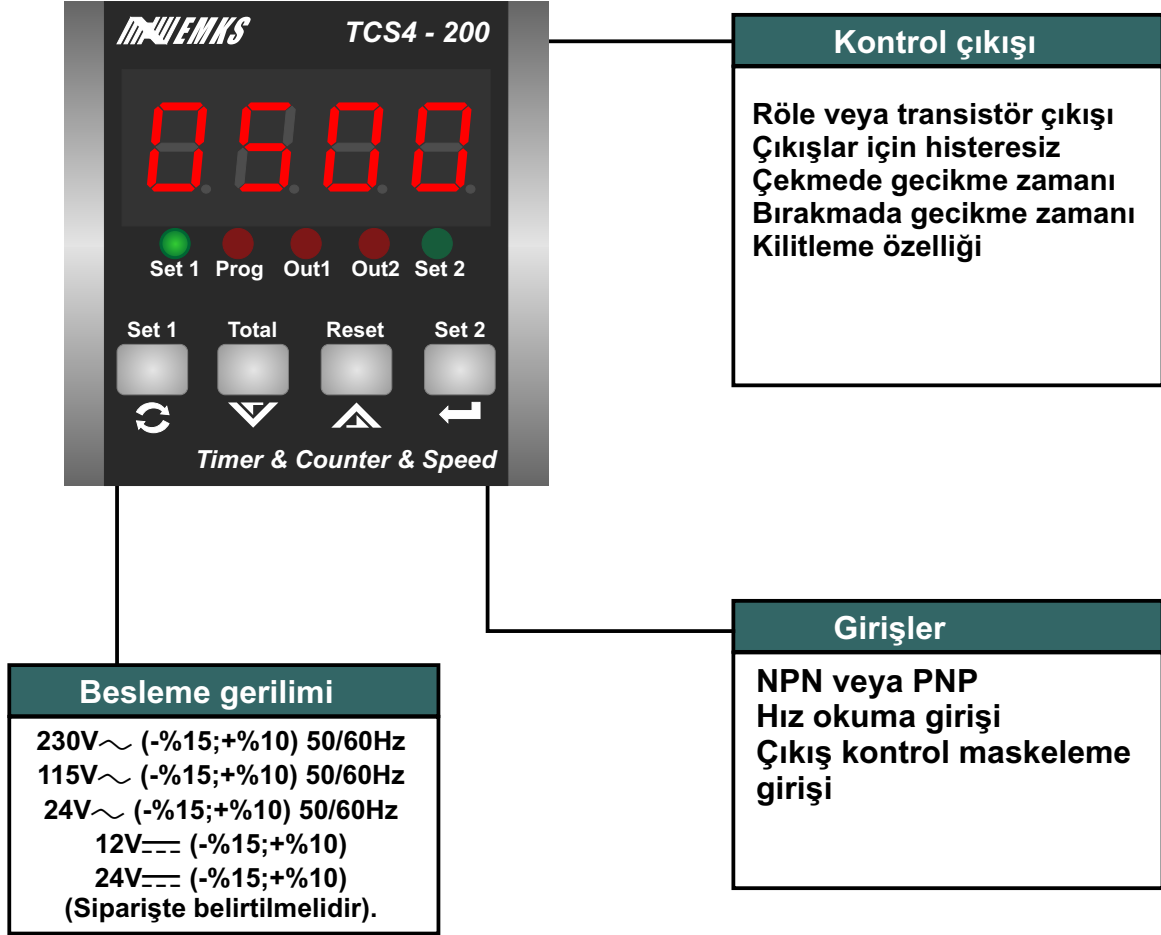 EMKS TCS4 - 200
0500
Set 1 Prog Out1 Out2 Set 2
Set 1 Total Reset Set 2
Timer & Counter & Speed
Kontrol çıkışı
Röle veya transistör çıkışı
Çıkışlar için histeresiz
Çekmede gecikme zamanı
Bırakmada gecikme zamanı
Kilitleme özelliği
Besleme gerilimi
230V～ (-%15;+%10) 50/60Hz
115V～ (-%15;+%10) 50/60Hz
24V～ (-%15;+%10) 50/60Hz
12V⎓ (-%15;+%10)
24V⎓ (-%15;+%10)
(Siparişte belirtilmelidir).
Girişler
NPN veya PNP
Hız okuma girişi
Çıkış kontrol maskeleme
girişi